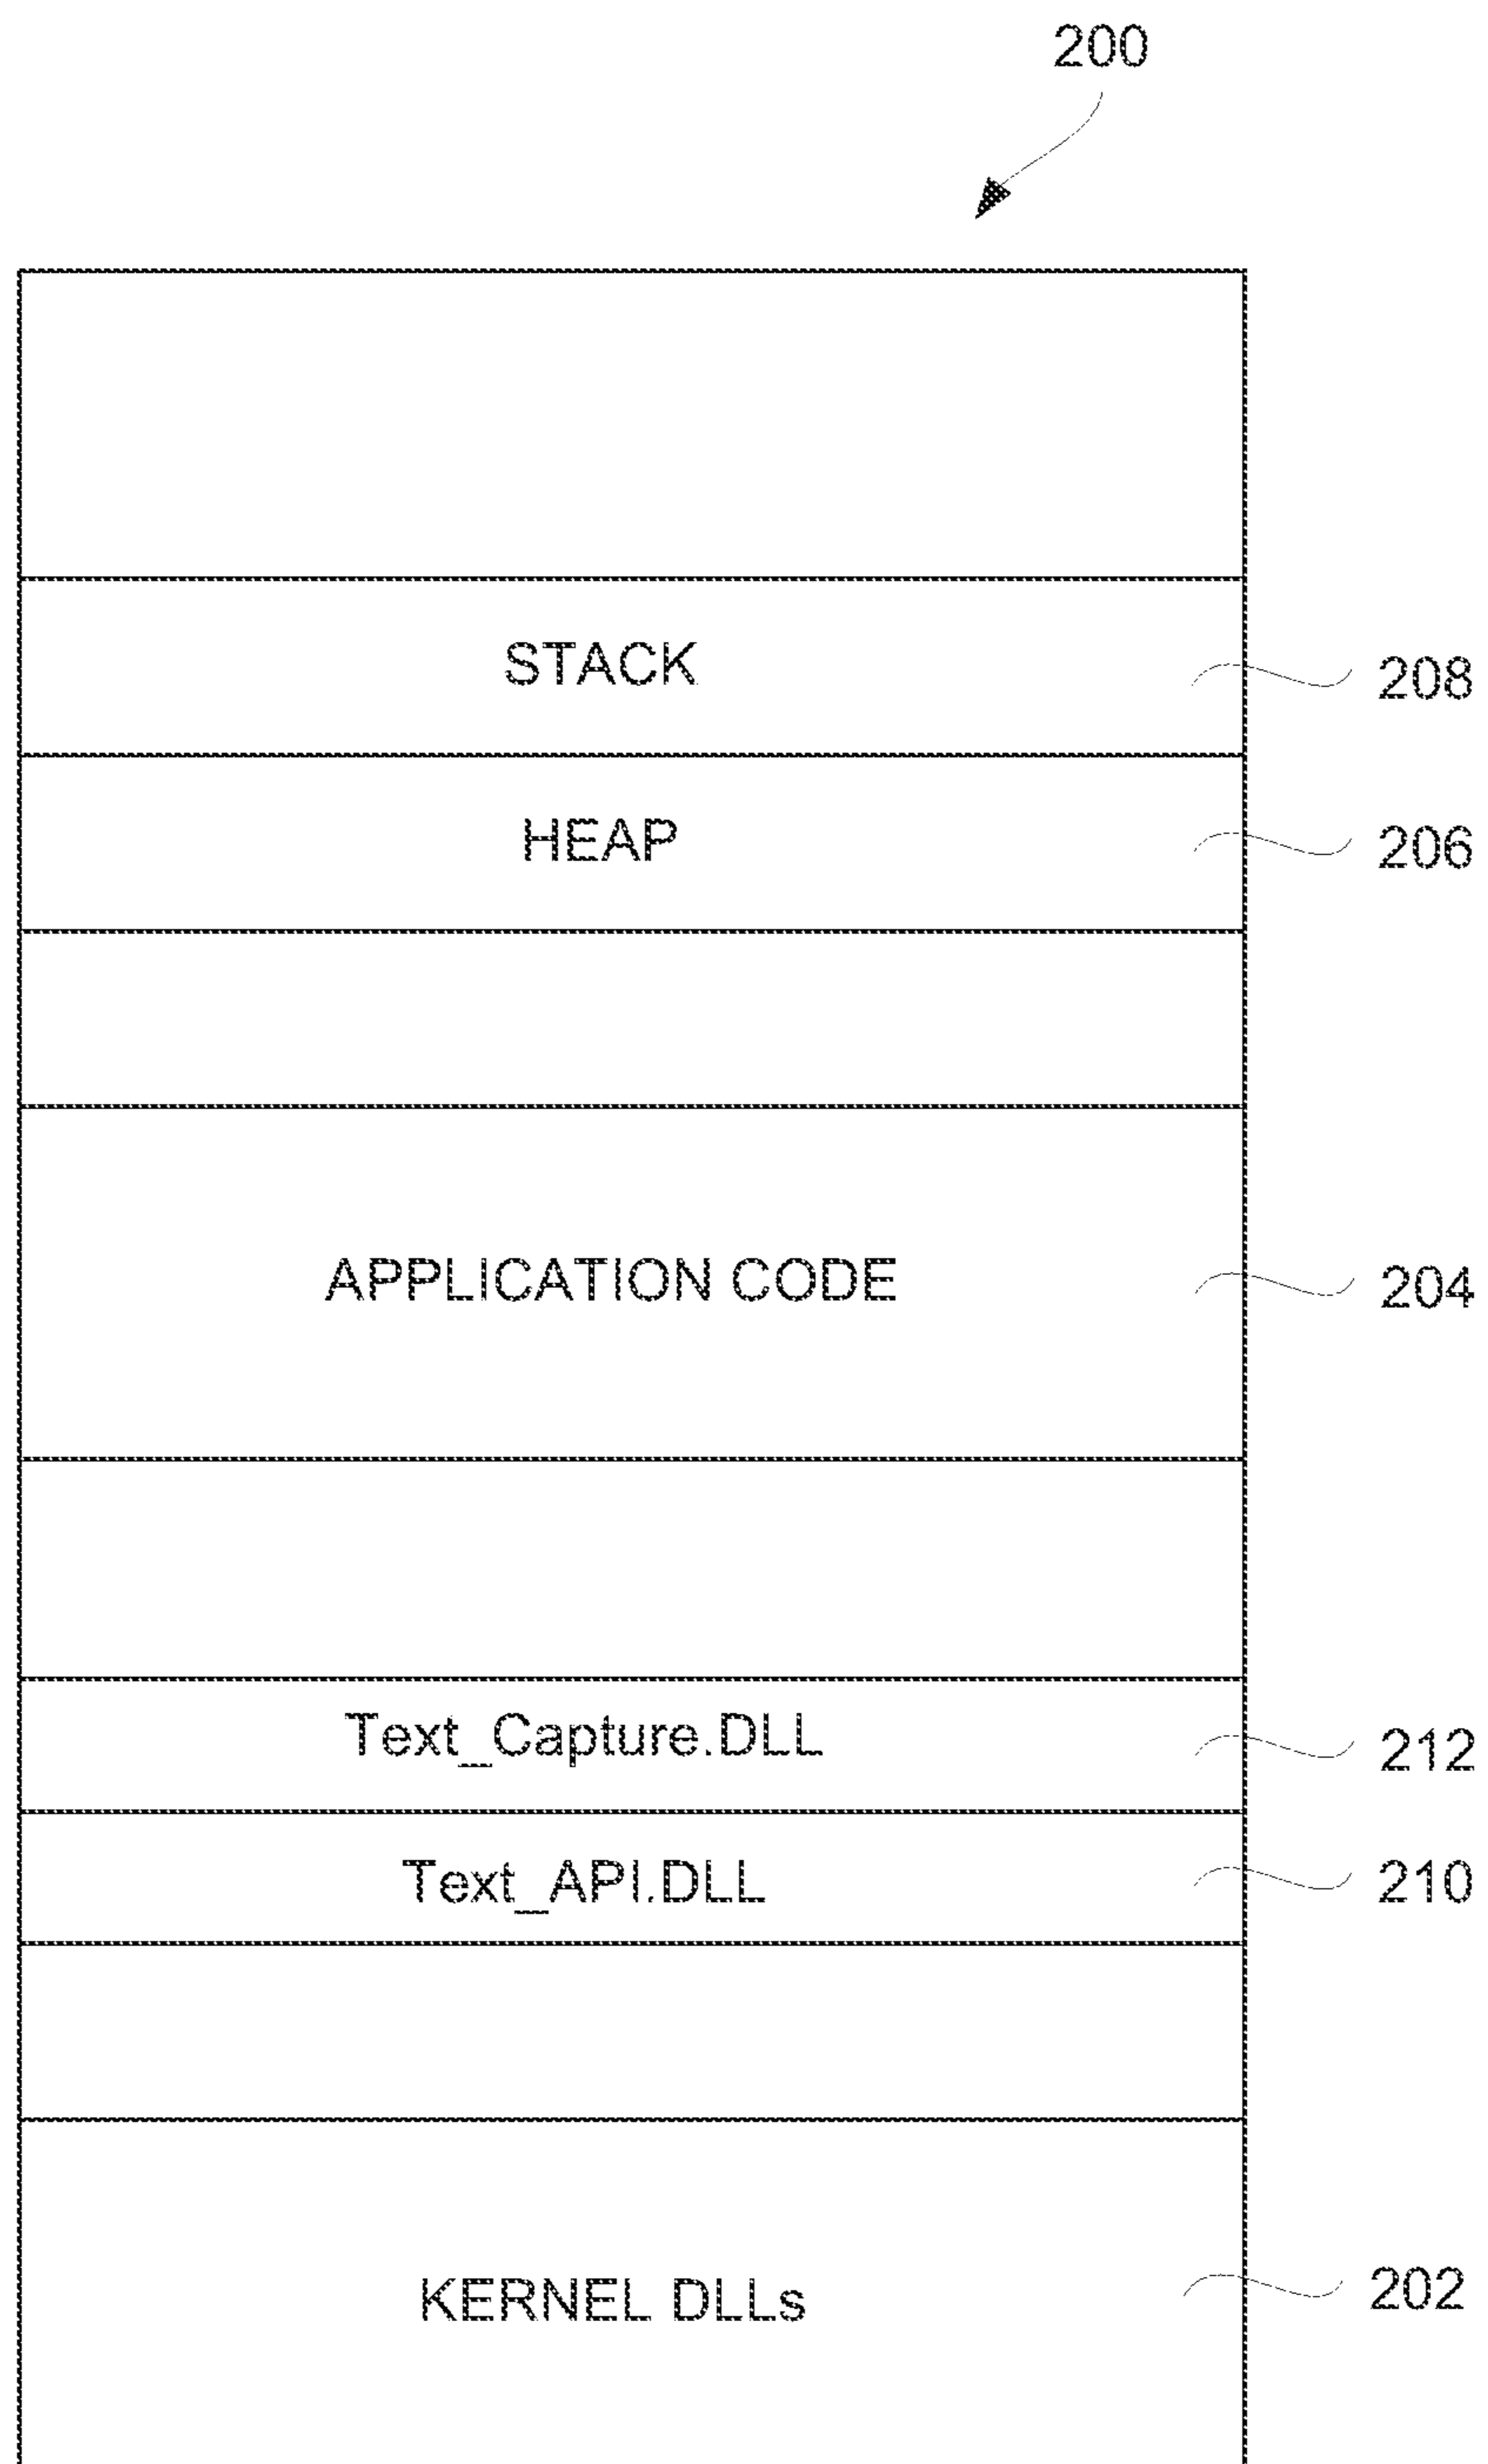 200
STACK
208
HEAP
206
APPLICATION CODE
204
Text_Capture.DLL
212
Text_API.DLL
210
KERNEL DLLs
202